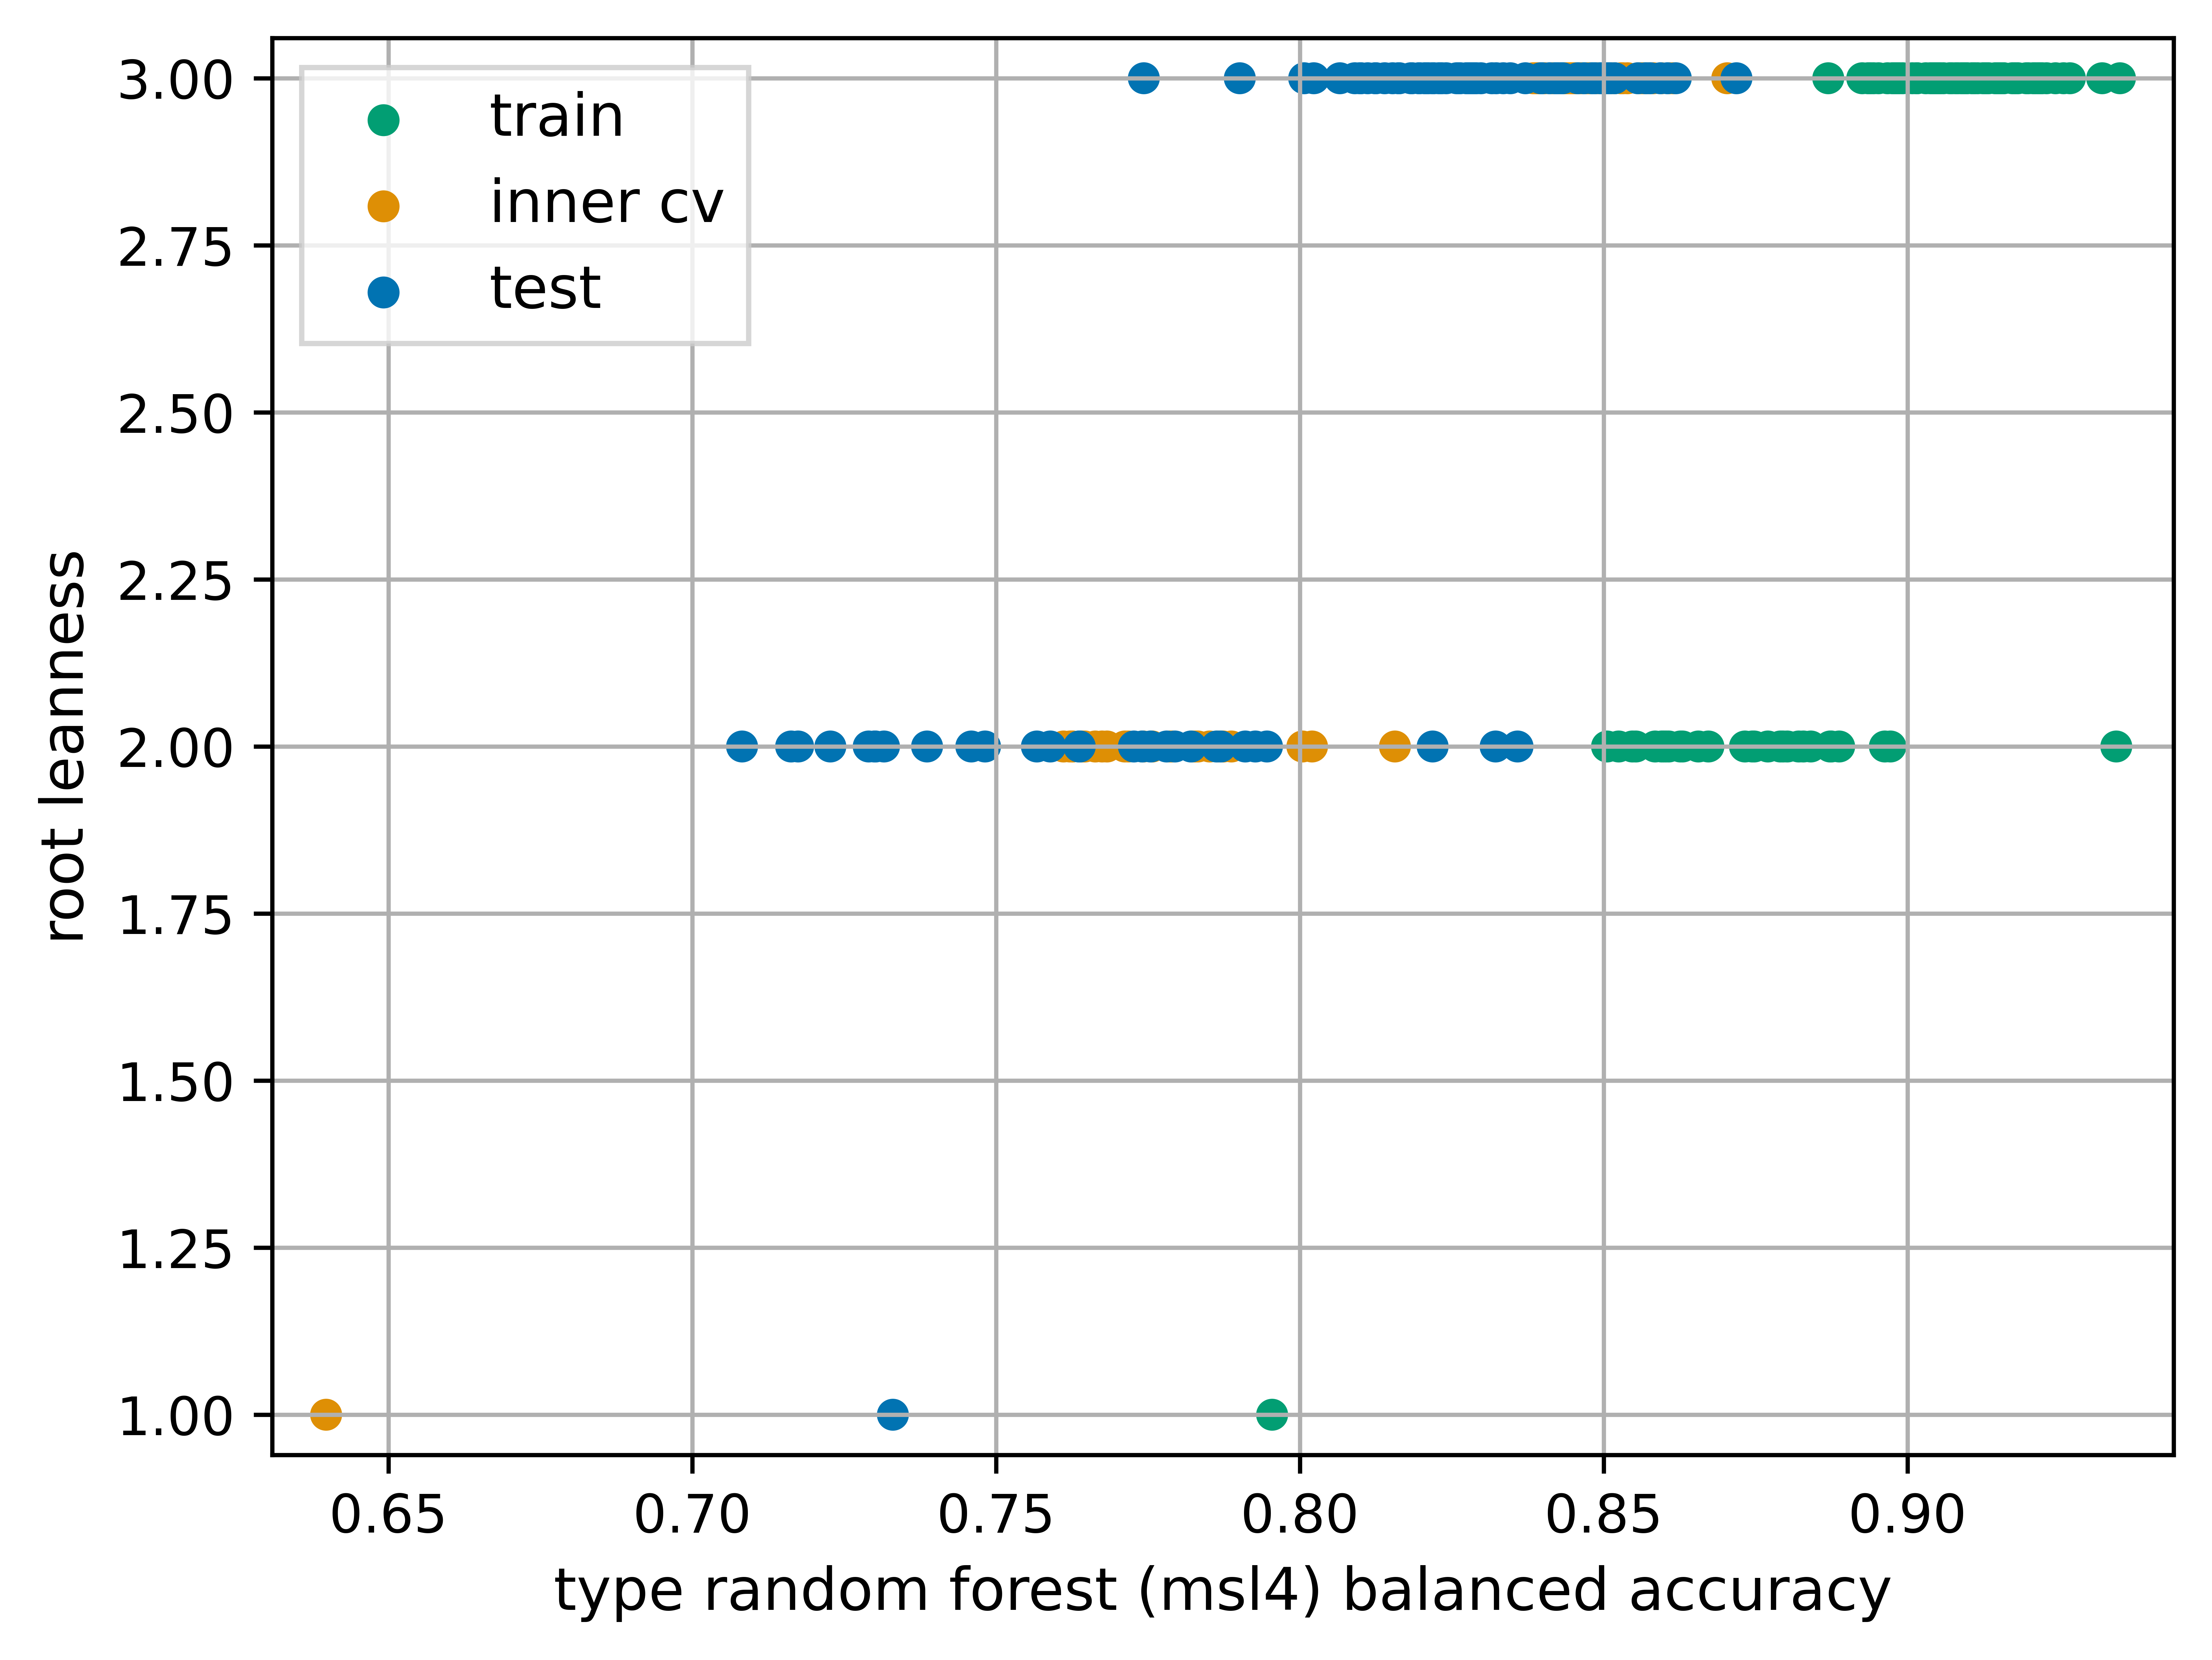 3.00
2.75
2.50
2.25
2.00
1.75
1.50
1.25
1.00
root leanness
train
inner cv
test
0.65 0.70 0.75 0.80 0.85 0.90
type random forest (msl4) balanced accuracy